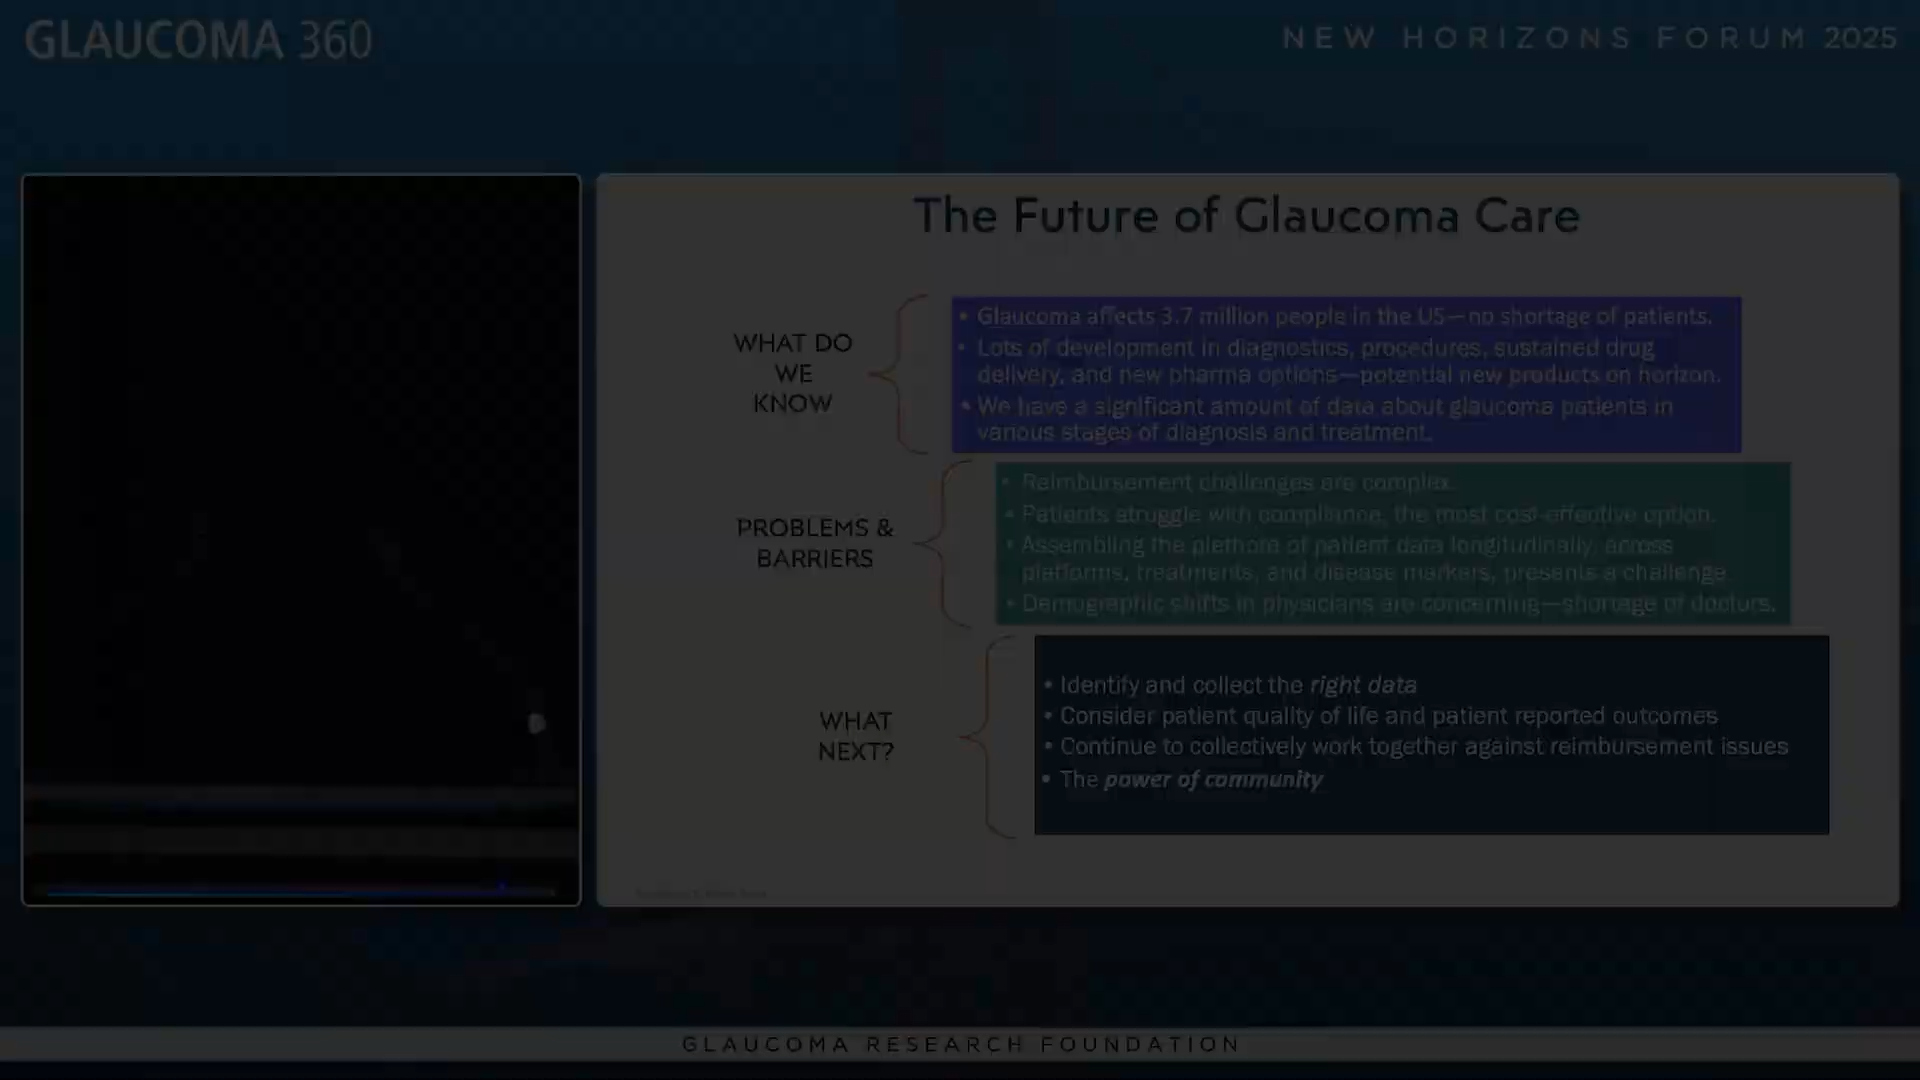 GLAUCOMA 360
NEW HORIZONS FORUM 2025
The Future of Glaucoma Care
WHAT DO
WE
KNOW
• Glaucoma affects 3.7 million people in the US—no shortage of patients.
• Lots of development in diagnostics, procedures, sustained drug
delivery, and new pharma options—potential new products on horizon.
• We have a significant amount of data about glaucoma patients in
various stages of diagnosis and treatment.
PROBLEMS &
BARRIERS
• Reimbursement challenges are complex.
• Patients struggle with compliance, the most cost-effective option.
• Assembling the plethora of patient data longitudinally, across
platforms, treatments, and disease markers, presents a challenge.
• Demographic shifts in physicians are concerning—shortage of doctors.
WHAT
NEXT?
• Identify and collect the right data
• Consider patient quality of life and patient reported outcomes
• Continue to collectively work together against reimbursement issues
• The power of community
GLAUCOMA RESEARCH FOUNDATION